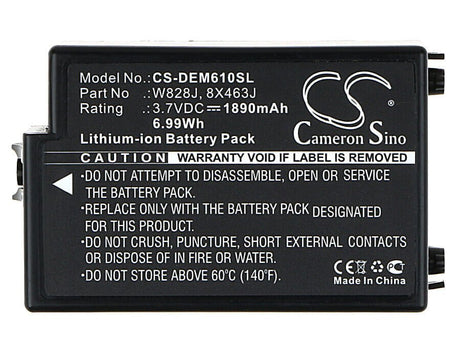 Model No. : CS-DEM610SL
Part No : W828J, 8X463J
Rating : 3.7VDC⎓1890mAh
6.99Wh
Lithium-ion Battery Pack
Cameron Sino
CAUTION WARRANTY VOID IF LABEL IS REMOVED
•DO NOT ATTEMPT TO DISASSEMBLE, OPEN OR
SERVICE BATTERY PACK
•REPLACE ONLY WITH THE BATTERY DESIGNATED
FOR THIS PRODUCT.
•DO NOT CRUSH, PUNCTURE, SHORT EXTERNAL
CONTACTS, OR DISPOSE OF IN FIRE OR WATER.
•DO NOT STORE ABOVE 60℃ (140℉).
CE FC
Made In China